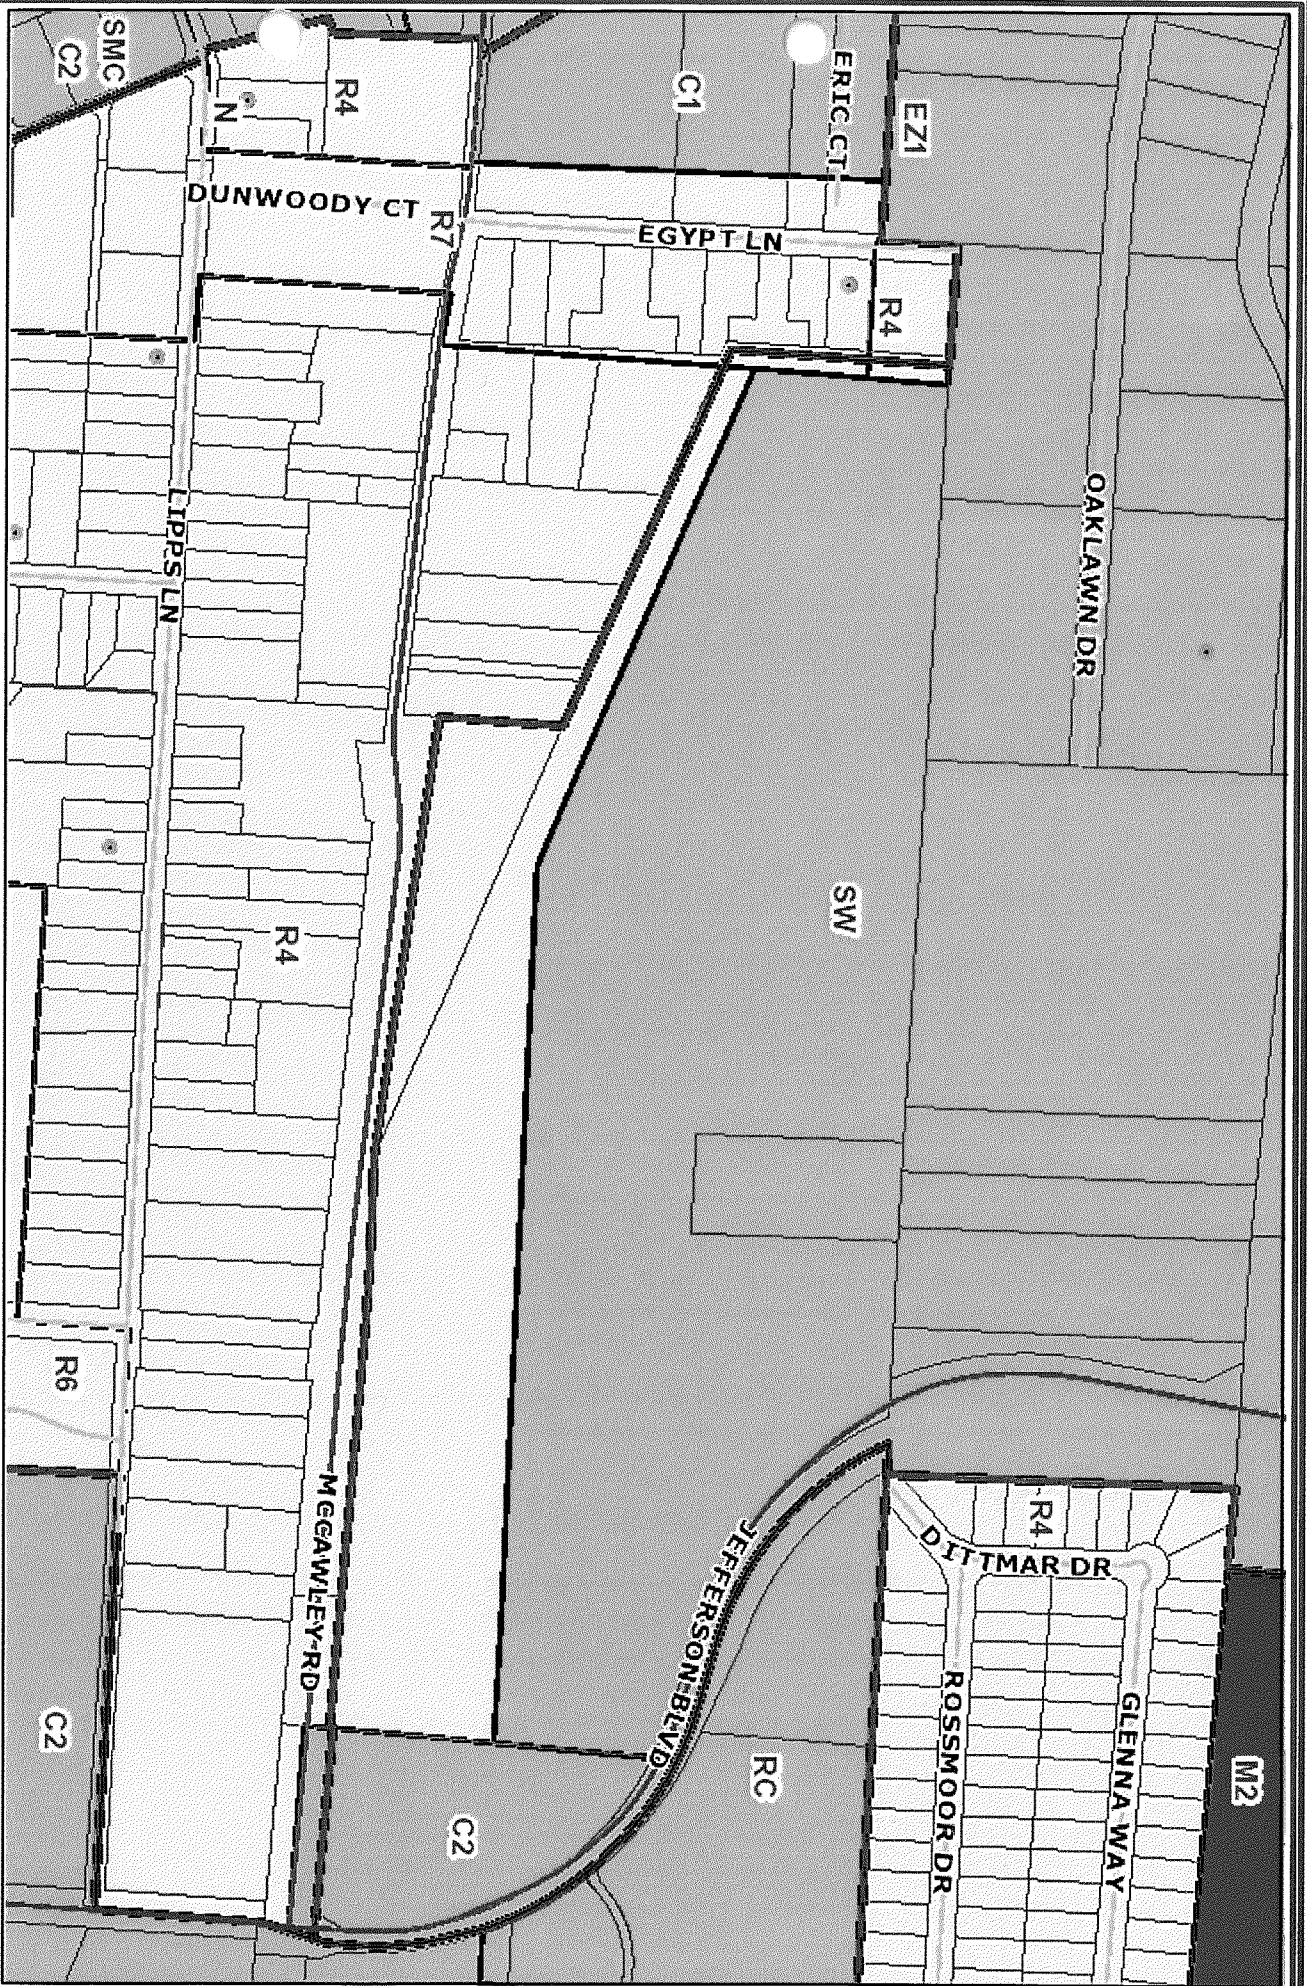 SMC
C2
N
R4
C1
ERIC CT
EZ1
DUNWOODY CT
R7
EGYPT LN
R4
OAKLAWN DR
LIPPS LN
SW
R4
R6
MCCAWLEY RD
JEFFERSON BLVD
R4
DITTMAR DR
ROSSMOOR DR
GLENNA WAY
M2
RC
C2
C2